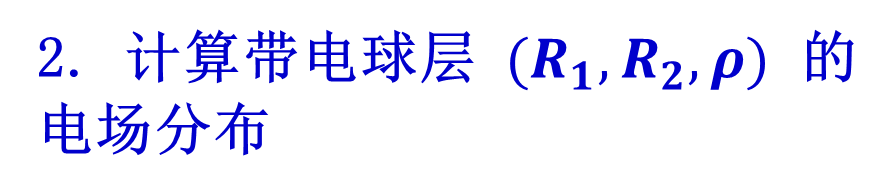 2. 计算带电球层 (R₁, R₂, ρ) 的
电场分布